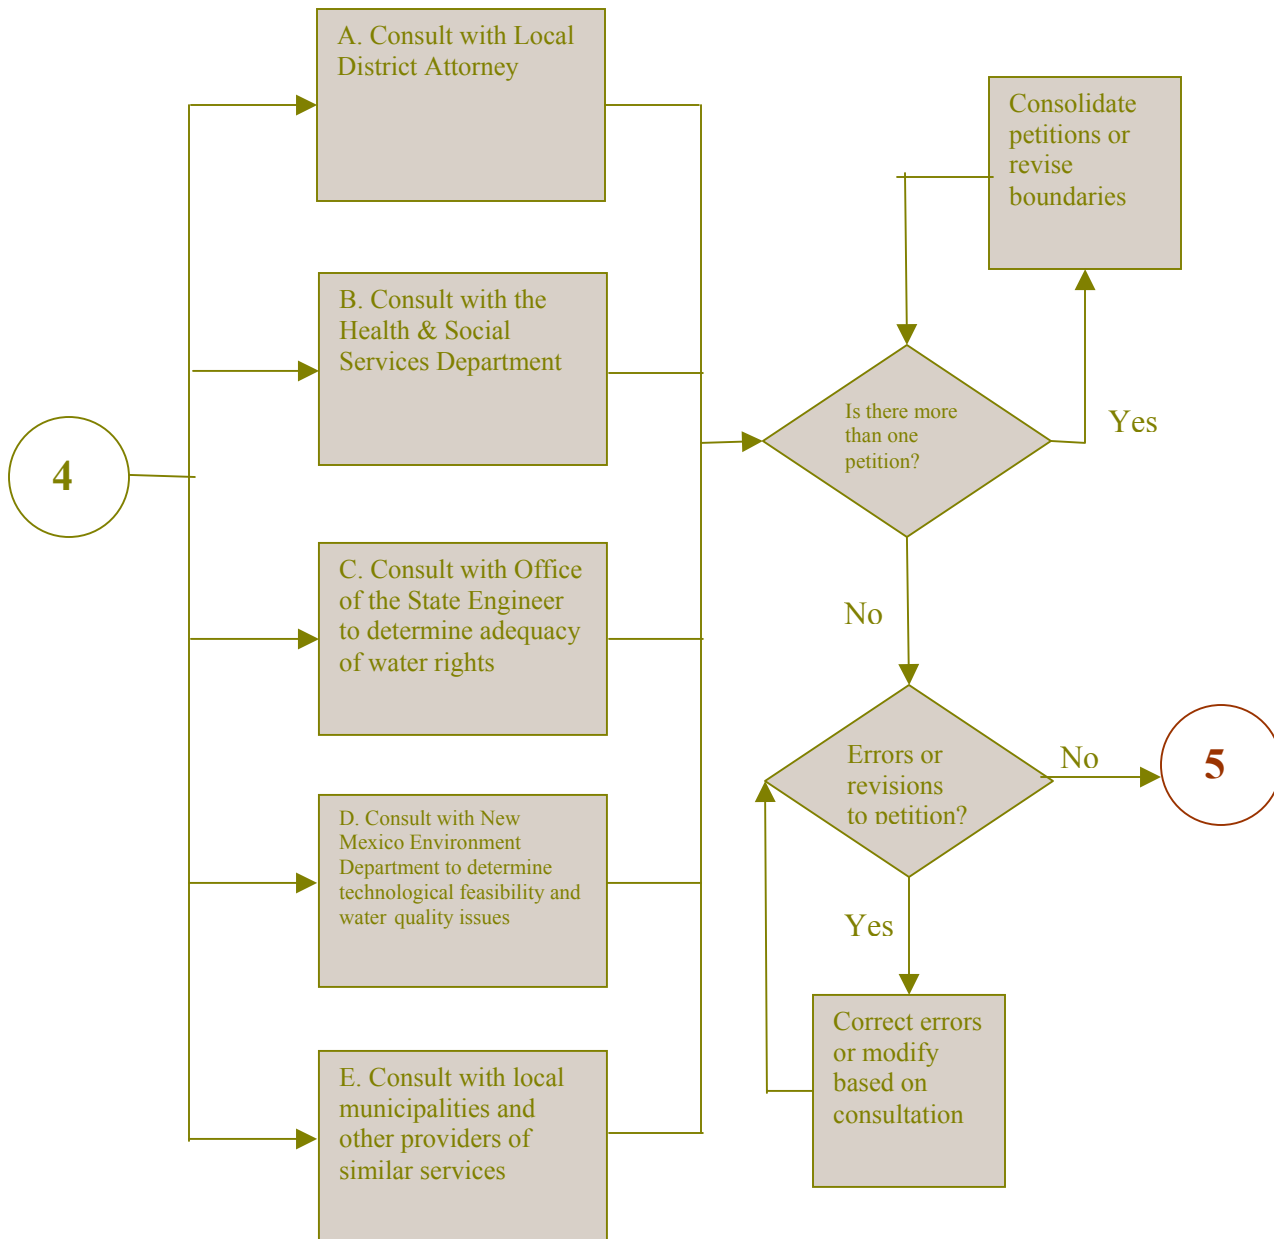 4
A. Consult with Local
District Attorney
B. Consult with the
Health & Social
Services Department
C. Consult with Office
of the State Engineer
to determine adequacy
of water rights
D. Consult with New
Mexico Environment
Department to determine
technological feasibility and
water quality issues
E. Consult with local
municipalities and
other providers of
similar services
Consolidate
petitions or
revise
boundaries
Is there more
than one
petition?
Yes
No
Errors or
revisions
to petition?
No
5
Yes
Correct errors
or modify
based on
consultation